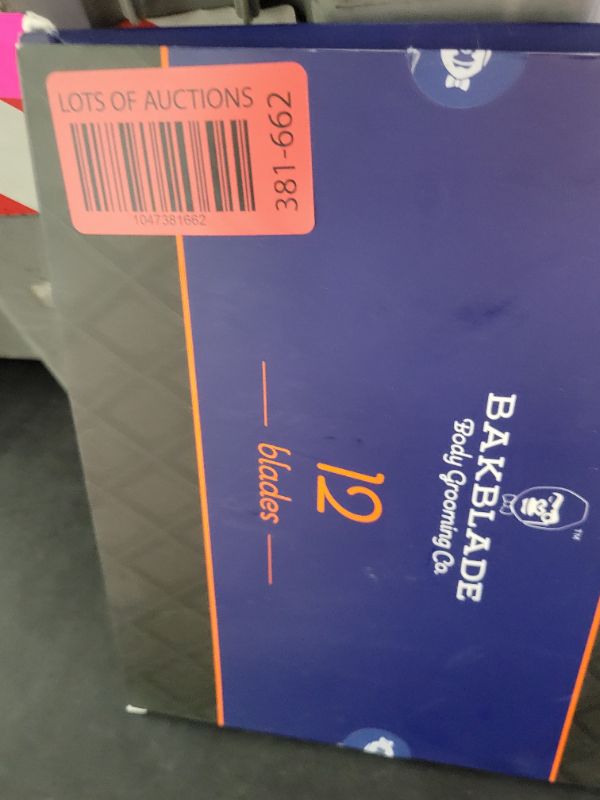 LOTS OF AUCTIONS
1047381662
381-662
BAKBLADE
Body Grooming Co.
TM
12
blades